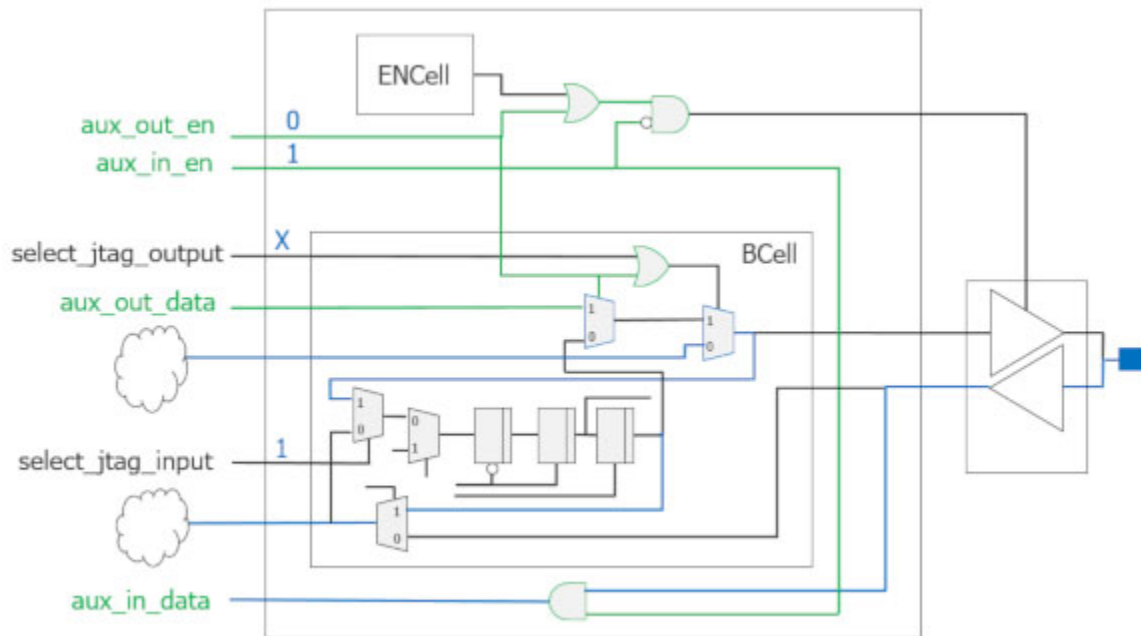 ENCell
aux_out_en 0
aux_in_en 1
select_jtag_output X
BCell
aux_out_data
1
1
0
0
1
0
0
1
select_jtag_input 1
1
0
aux_in_data